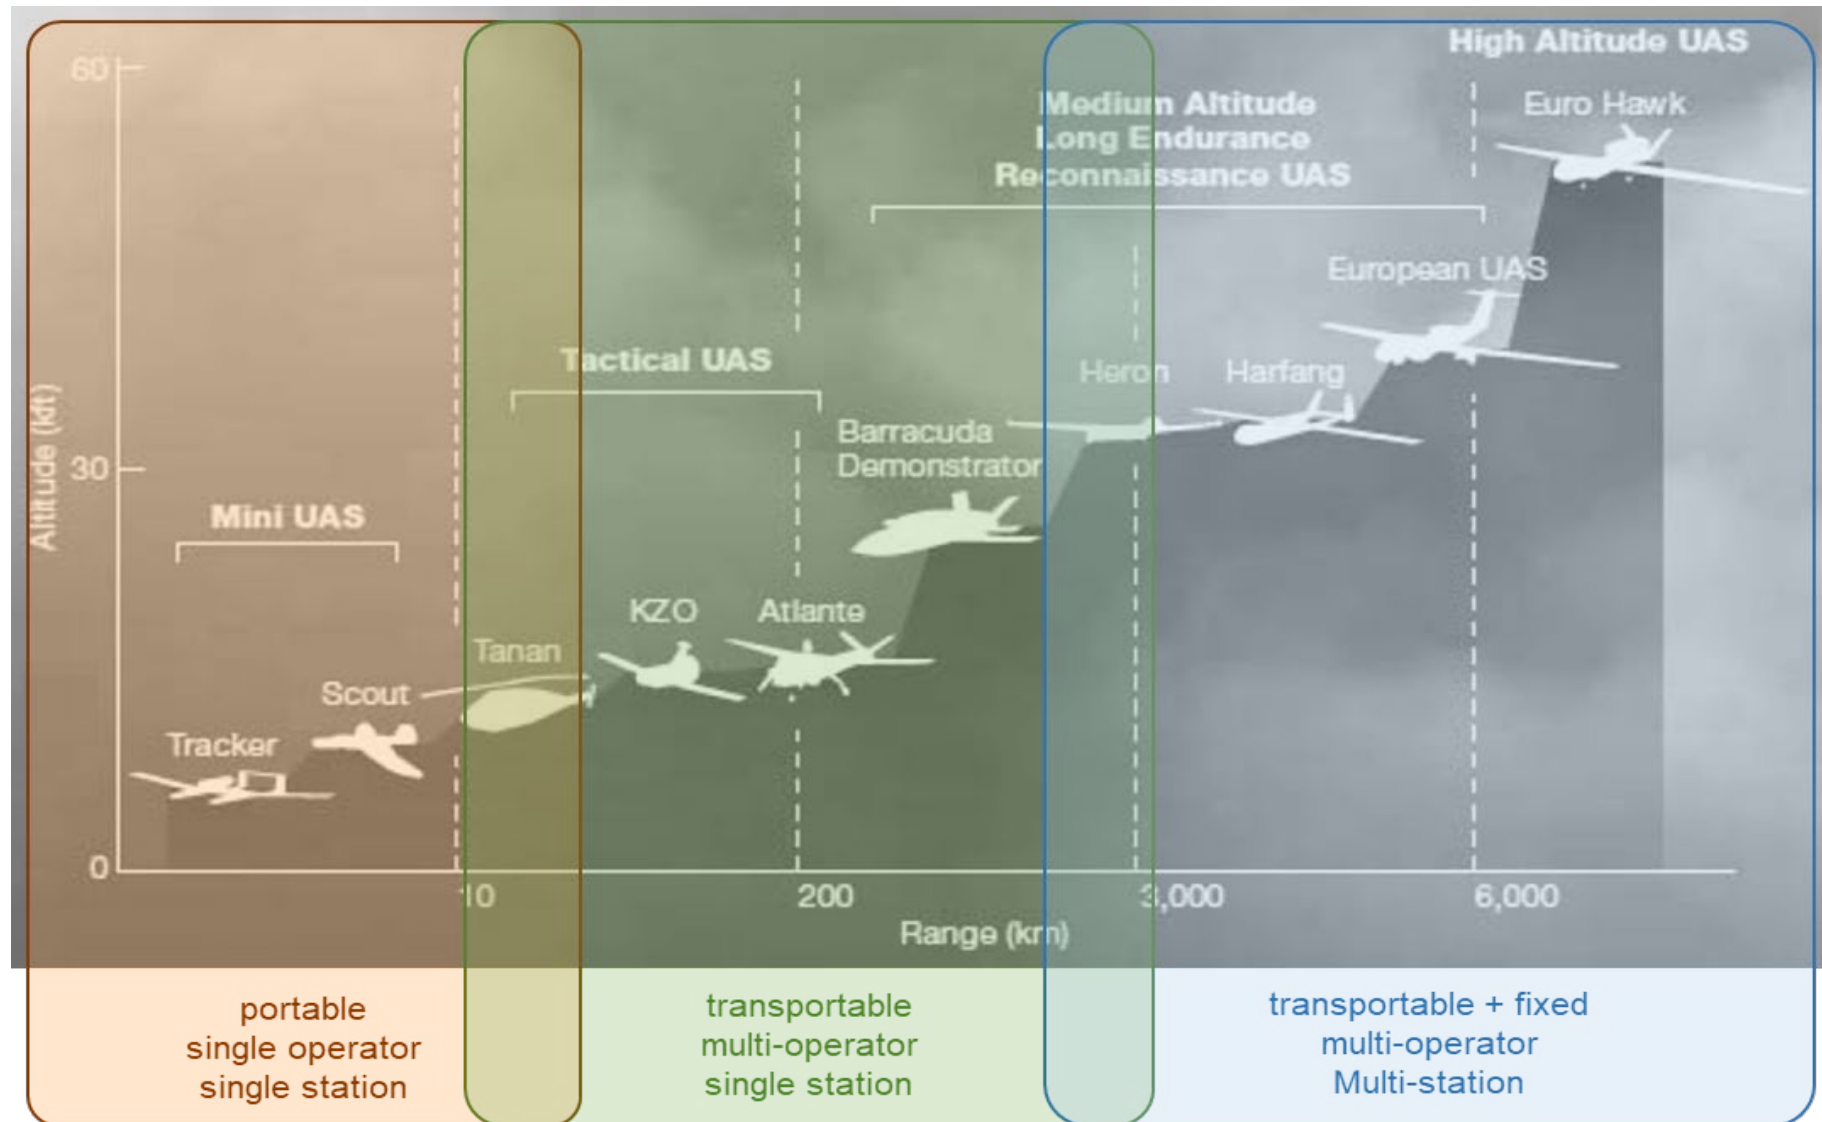 High Altitude UAS
60
Euro Hawk
Medium Altitude
Long Endurance
Reconnaissance UAS
European UAS
Tactical UAS
Heron
Harfang
Barracuda
Demonstrator
Altitude (kft)
30
Mini UAS
KZO
Atlante
Tanan
Scout
Tracker
0
10
200
3,000
6,000
Range (km)
portable
single operator
single station
transportable
multi-operator
single station
transportable + fixed
multi-operator
Multi-station